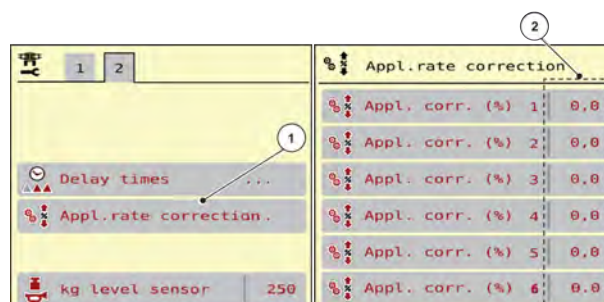 2
1 2
1
Delay times ...
Appl.rate correction.
kg level sensor 250
Appl.rate correction
Appl. corr. (%) 1 0,0
Appl. corr. (%) 2 0,0
Appl. corr. (%) 3 0,0
Appl. corr. (%) 4 0,0
Appl. corr. (%) 5 0,0
Appl. corr. (%) 6 0.0